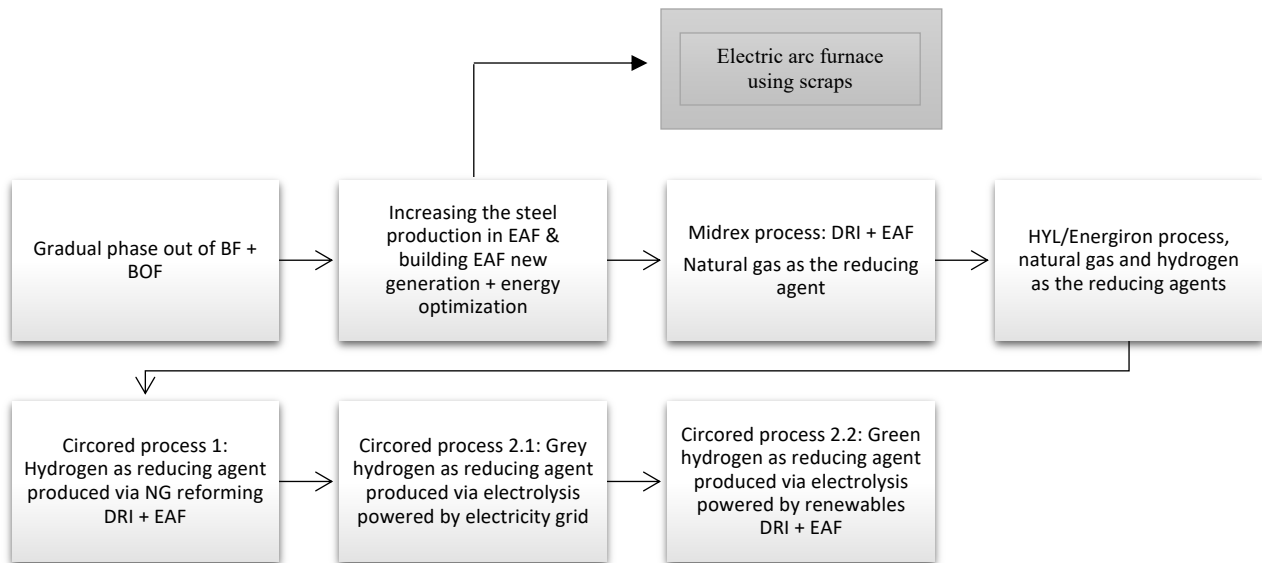 Electric arc furnace
using scraps
Gradual phase out of BF +
BOF
Increasing the steel
production in EAF &
building EAF new
generation + energy
optimization
Midrex process: DRI + EAF
Natural gas as the reducing
agent
HYL/Energiron process,
natural gas and hydrogen
as the reducing agents
Circored process 1:
Hydrogen as reducing agent
produced via NG reforming
DRI + EAF
Circored process 2.1: Grey
hydrogen as reducing agent
produced via electrolysis
powered by electricity grid
Circored process 2.2: Green
hydrogen as reducing agent
produced via electrolysis
powered by renewables
DRI + EAF